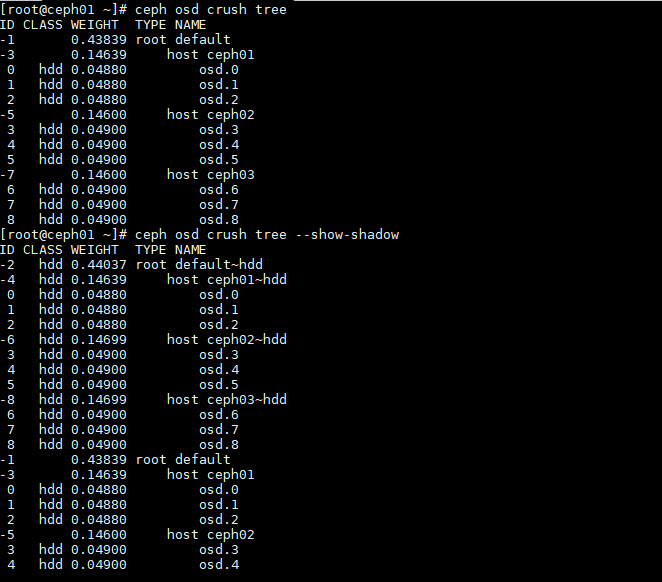 [root@ceph01 ~]# ceph osd crush tree
ID CLASS WEIGHT  TYPE NAME
-1       0.43839 root default
-3       0.14639     host ceph01
 0   hdd 0.04880         osd.0
 1   hdd 0.04880         osd.1
 2   hdd 0.04880         osd.2
-5       0.14600     host ceph02
 3   hdd 0.04900         osd.3
 4   hdd 0.04900         osd.4
 5   hdd 0.04900         osd.5
-7       0.14600     host ceph03
 6   hdd 0.04900         osd.6
 7   hdd 0.04900         osd.7
 8   hdd 0.04900         osd.8
[root@ceph01 ~]# ceph osd crush tree --show-shadow
ID CLASS WEIGHT  TYPE NAME
-2   hdd 0.44037 root default~hdd
-4   hdd 0.14639     host ceph01~hdd
 0   hdd 0.04880         osd.0
 1   hdd 0.04880         osd.1
 2   hdd 0.04880         osd.2
-6   hdd 0.14699     host ceph02~hdd
 3   hdd 0.04900         osd.3
 4   hdd 0.04900         osd.4
 5   hdd 0.04900         osd.5
-8   hdd 0.14699     host ceph03~hdd
 6   hdd 0.04900         osd.6
 7   hdd 0.04900         osd.7
 8   hdd 0.04900         osd.8
-1       0.43839 root default
-3       0.14639     host ceph01
 0   hdd 0.04880         osd.0
 1   hdd 0.04880         osd.1
 2   hdd 0.04880         osd.2
-5       0.14600     host ceph02
 3   hdd 0.04900         osd.3
 4   hdd 0.04900         osd.4